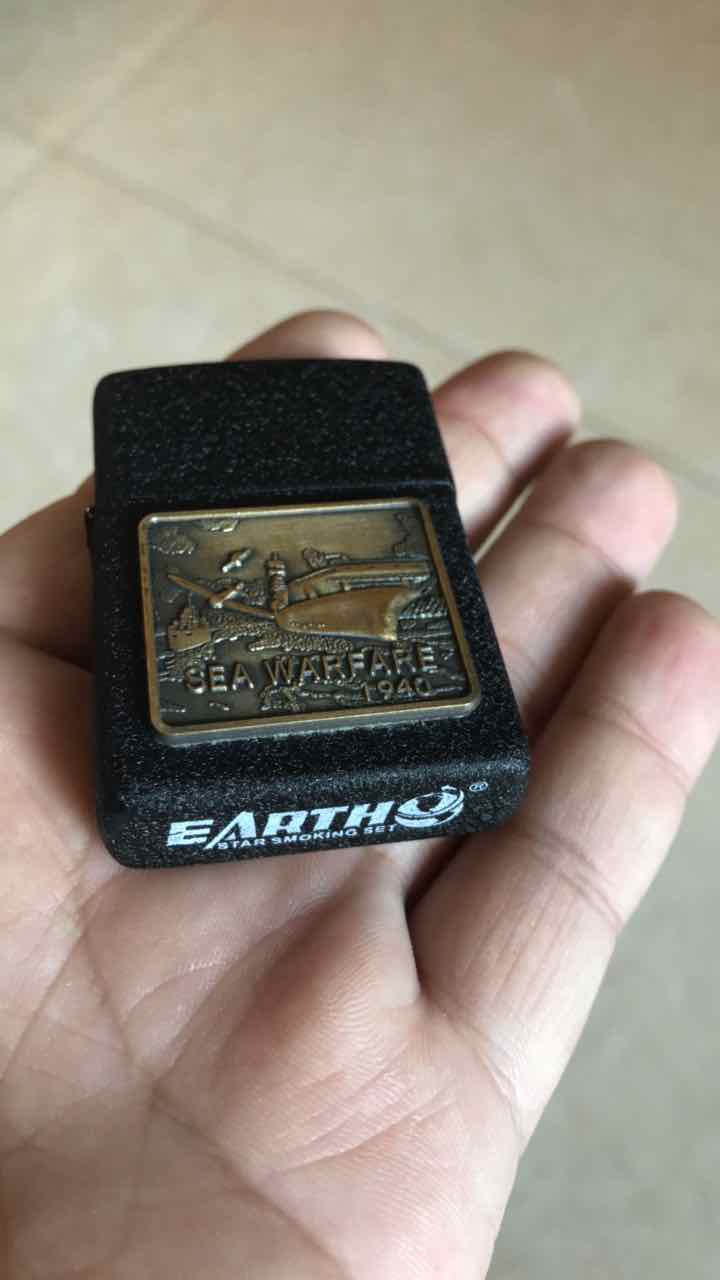 SEA WARFARE
1940
EARTH ®
STAR SMOKING SET